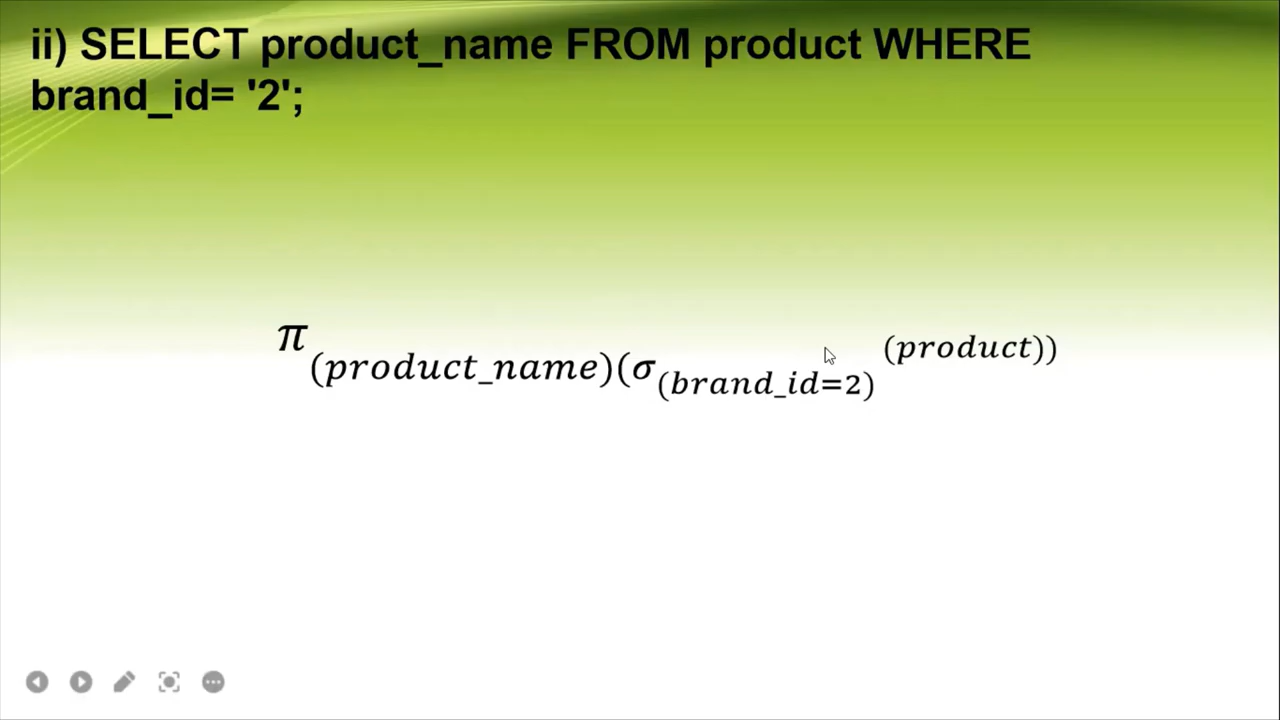 ii) SELECT product_name FROM product WHERE
brand_id= '2';
π(product_name)(σ(brand_id=2) (product))